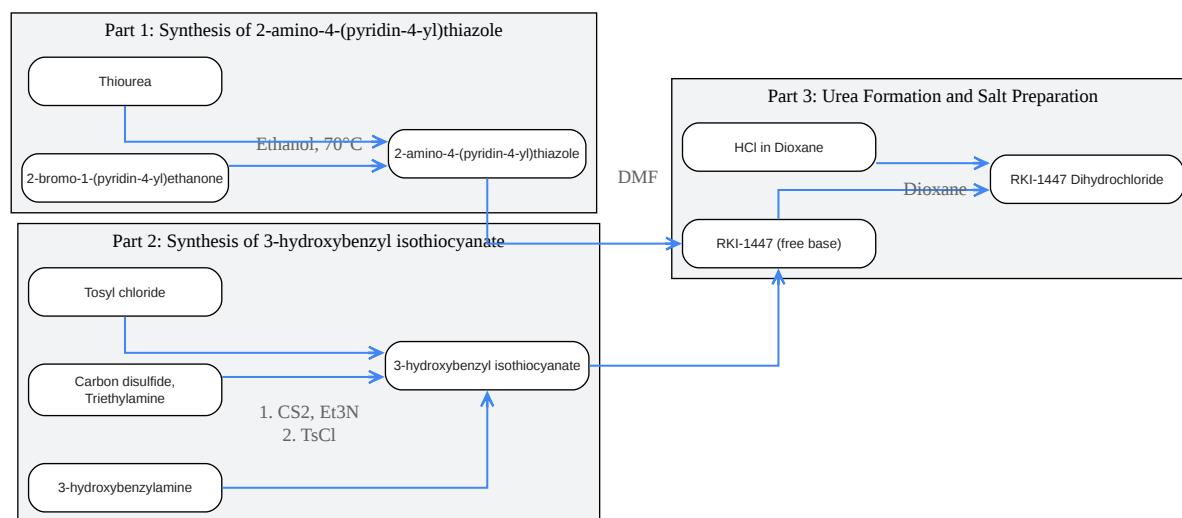 Part 1: Synthesis of 2-amino-4-(pyridin-4-yl)thiazole
Thiourea
Ethanol, 70°C
2-amino-4-(pyridin-4-yl)thiazole
2-bromo-1-(pyridin-4-yl)ethanone
Part 2: Synthesis of 3-hydroxybenzyl isothiocyanate
Tosyl chloride
3-hydroxybenzyl isothiocyanate
Carbon disulfide,
Triethylamine
1. CS2, Et3N
2. TsCl
3-hydroxybenzylamine
DMF
Part 3: Urea Formation and Salt Preparation
HCl in Dioxane
RKI-1447 Dihydrochloride
Dioxane
RKI-1447 (free base)